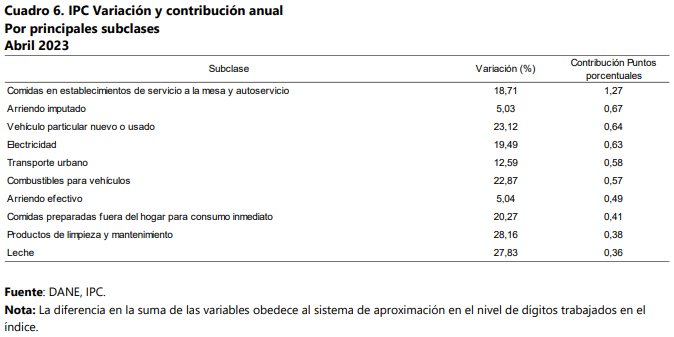 Cuadro 6. IPC Variación y contribución anual
Por principales subclases
Abril 2023
Subclase Variación (%) Contribución Puntos porcentuales
Comidas en establecimientos de servicio a la mesa y autoservicio 18,71 1,27
Arriendo imputado 5,03 0,67
Vehículo particular nuevo o usado 23,12 0,64
Electricidad 19,49 0,63
Transporte urbano 12,59 0,58
Combustibles para vehículos 22,87 0,57
Arriendo efectivo 5,04 0,49
Comidas preparadas fuera del hogar para consumo inmediato 20,27 0,41
Productos de limpieza y mantenimiento 28,16 0,38
Leche 27,83 0,36
Fuente: DANE, IPC.
Nota: La diferencia en la suma de las variables obedece al sistema de aproximación en el nivel de dígitos trabajados en el
índice.